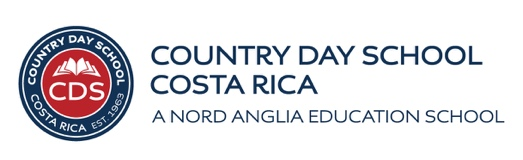 COUNTRY DAY SCHOOL
CDS
COSTA RICA EST. 1963
COUNTRY DAY SCHOOL
COSTA RICA
A NORD ANGLIA EDUCATION SCHOOL